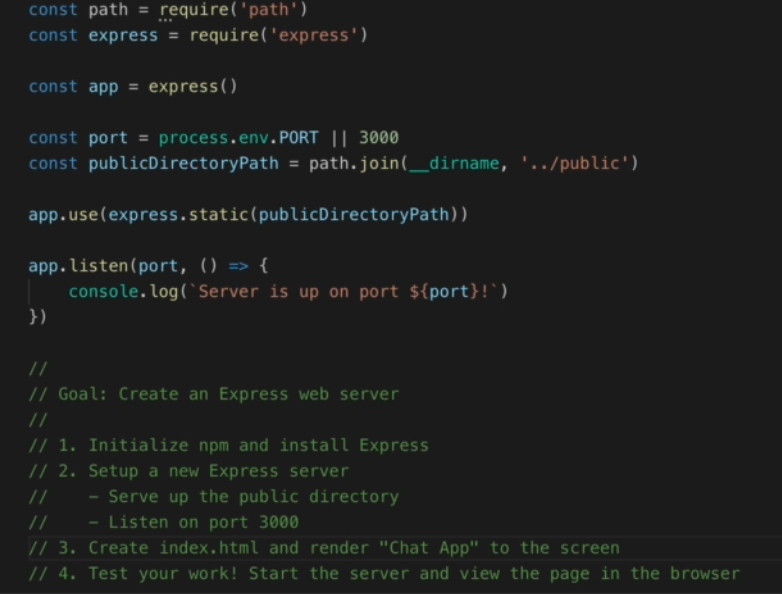 const path = require('path')
const express = require('express')
const app = express()
const port = process.env.PORT || 3000
const publicDirectoryPath = path.join(__dirname, '../public')
app.use(express.static(publicDirectoryPath))
app.listen(port, () => {
    console.log(`Server is up on port ${port}!`)
})
//
// Goal: Create an Express web server
//
// 1. Initialize npm and install Express
// 2. Setup a new Express server
//    - Serve up the public directory
//    - Listen on port 3000
// 3. Create index.html and render "Chat App" to the screen
// 4. Test your work! Start the server and view the page in the browser